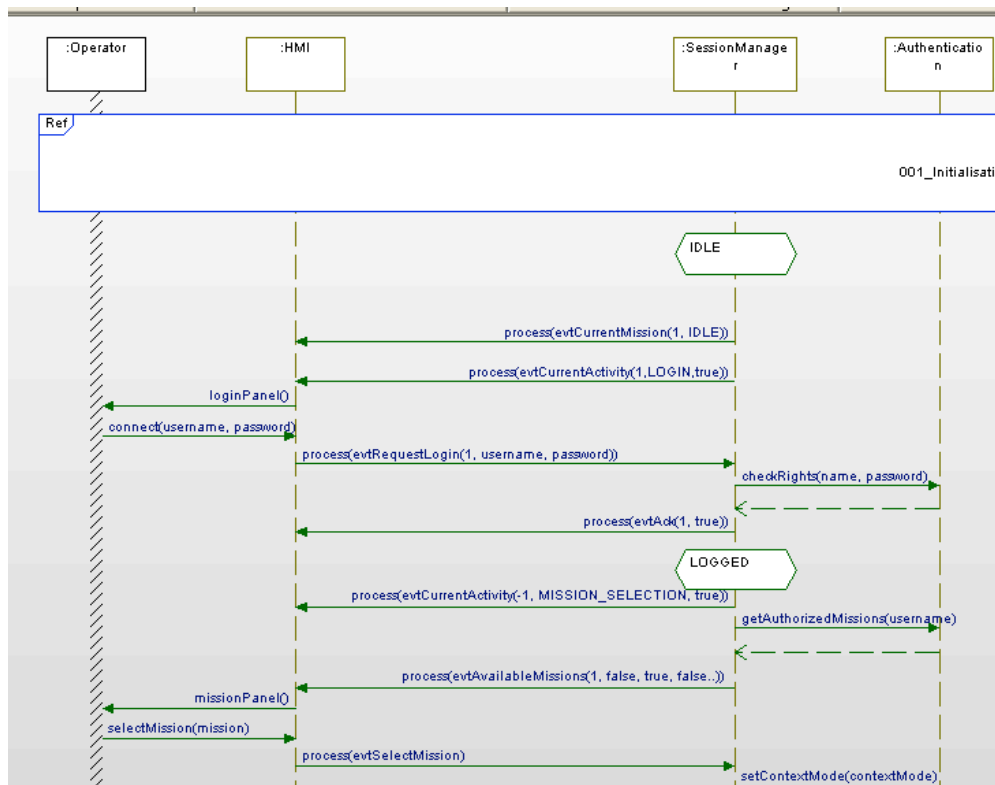 :Operator
:HMI
:SessionManage
r
:Authenticatio
n
Ref
001_Initialisati
IDLE
process(evtCurrentMission(1, IDLE))
process(evtCurrentActivity(1,LOGIN,true))
loginPanel()
connect(username, password)
process(evtRequestLogin(1, username, password))
checkRights(name, password)
process(evtAck(1, true))
LOGGED
process(evtCurrentActivity(-1, MISSION_SELECTION, true))
getAuthorizedMissions(username)
process(evtAvailableMissions(1, false, true, false..))
missionPanel()
selectMission(mission)
process(evtSelectMission)
setContextMode(contextMode)